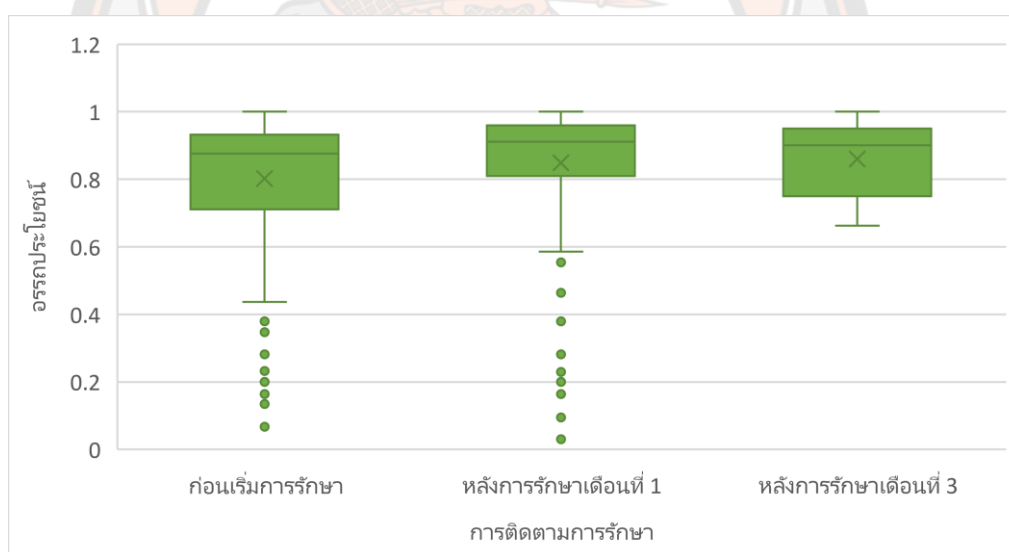 1.2
1
0.8
0.6
0.4
0.2
0
อรรถประโยชน์
ก่อนเริ่มการรักษา
หลังการรักษาเดือนที่ 1
หลังการรักษาเดือนที่ 3
การติดตามการรักษา